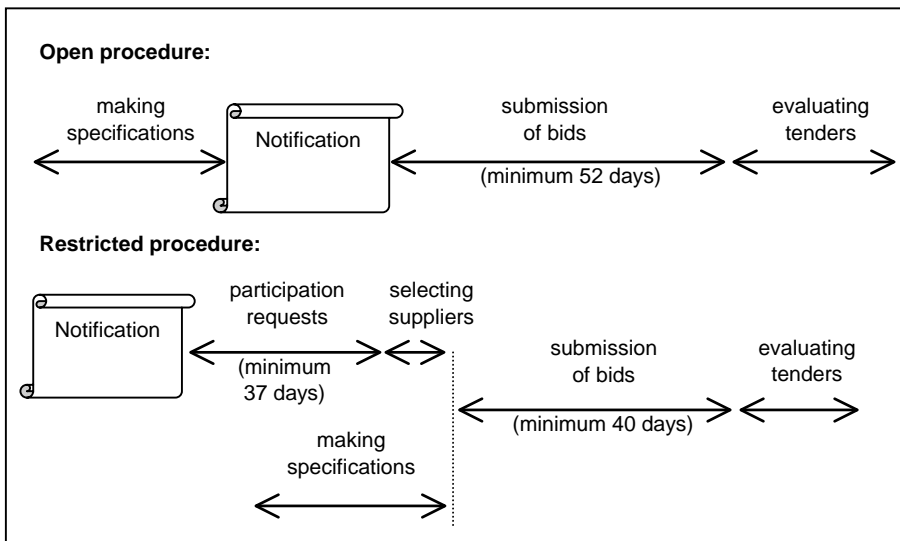 Open procedure:
making
specifications
Notification
submission
of bids
(minimum 52 days)
evaluating
tenders
Restricted procedure:
Notification
participation
requests
(minimum
37 days)
selecting
suppliers
making
specifications
submission
of bids
(minimum 40 days)
evaluating
tenders